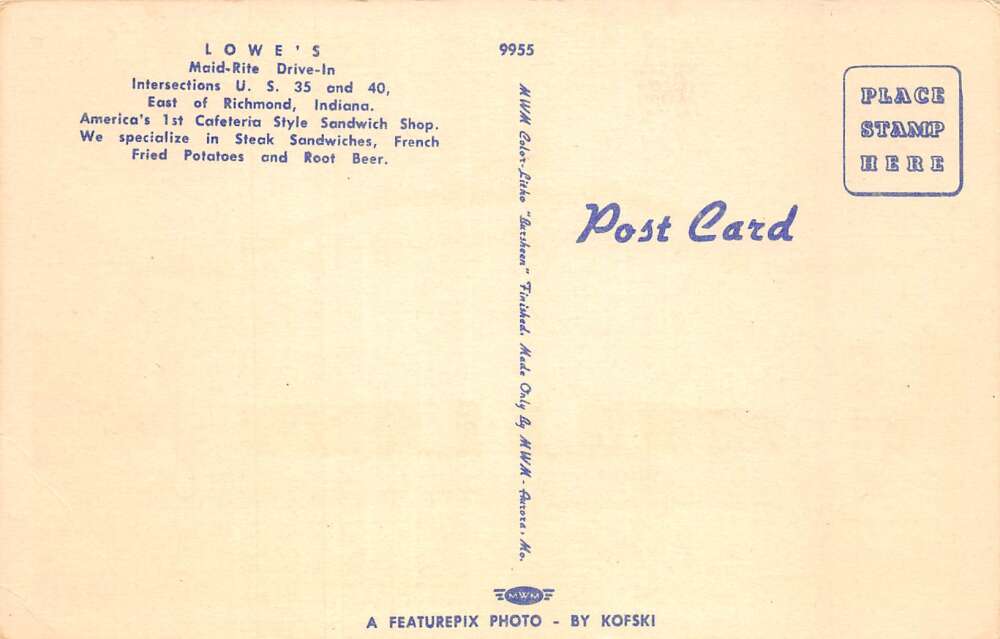 L O W E ' S
Maid-Rite Drive-In
Intersections U. S. 35 and 40,
East of Richmond, Indiana.
America's 1st Cafeteria Style Sandwich Shop.
We specialize in Steak Sandwiches, French
Fried Potatoes and Root Beer.
9955
MWM Color-Litho "Bursheen" Finished. Made Only By MWM - Aurora, Mo.
PLACE
STAMP
HERE
Post Card
MWM
A FEATUREPIX PHOTO - BY KOFSKI